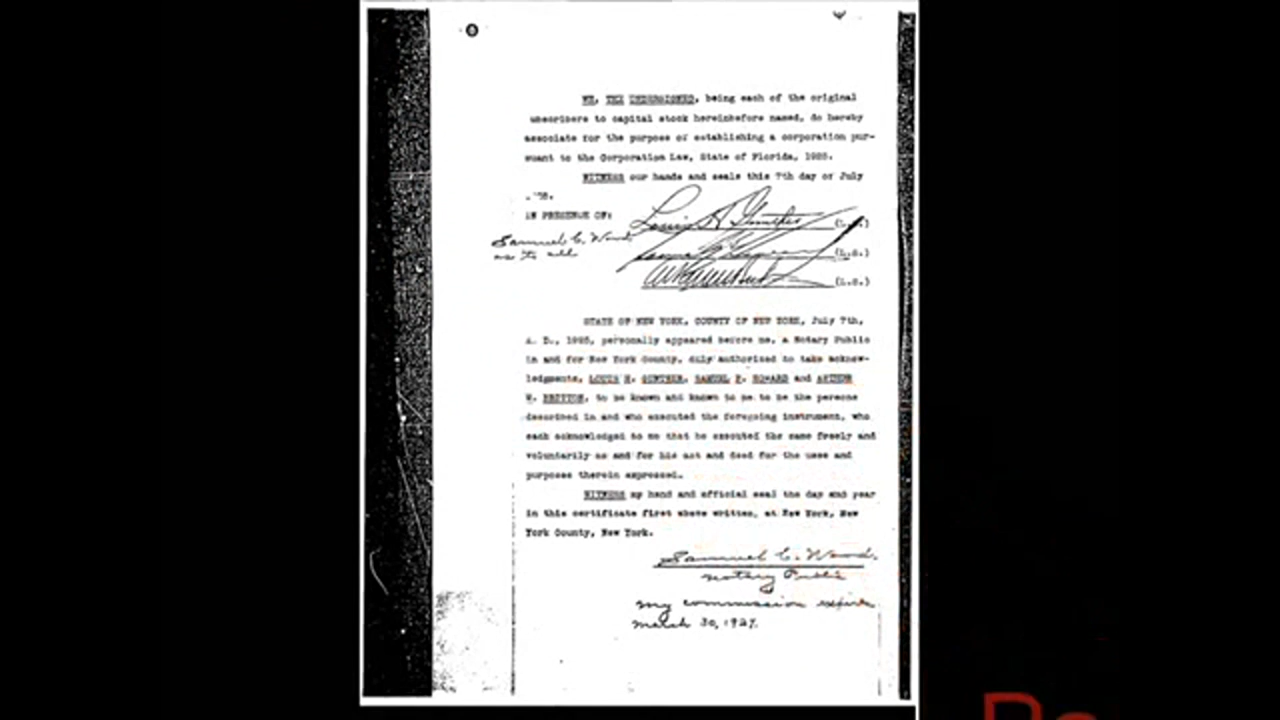 WE, THE UNDERSIGNED, being each of the original
ubscribers to capital stock hereinbefore named, do hereby
associate for the purpose of establishing a corporation pur-
suant to the Corporation Law, State of Florida, 1925.
WITNESS our hands and seals this 7th day of July
IN PRESENCE OF:
(L.S.)
Samuel C. Wood
as to all
(L.S.)
(L.S.)
STATE OF NEW YORK, COUNTY OF NEW YORK, July 7th,
A. D., 1925, personally appeared before me, a Notary Public
in and for New York County, duly authorized to take acknow-
ledgments, LOUIS H. GUNTHER, SAMUEL P. HOWARD and ARTHUR
W. BRITTON, to be known and known to me to be the persons
described in and who executed the foregoing instrument, who
each acknowledged to me that he executed the same freely and
voluntarily as and for his act and deed for the uses and
purposes therein expressed.
WITNESS my hand and official seal the day and year
in this certificate first above written, at New York, New
York County, New York.
Samuel C. Wood.
Notary Public
My commission expires
March 30, 1927.